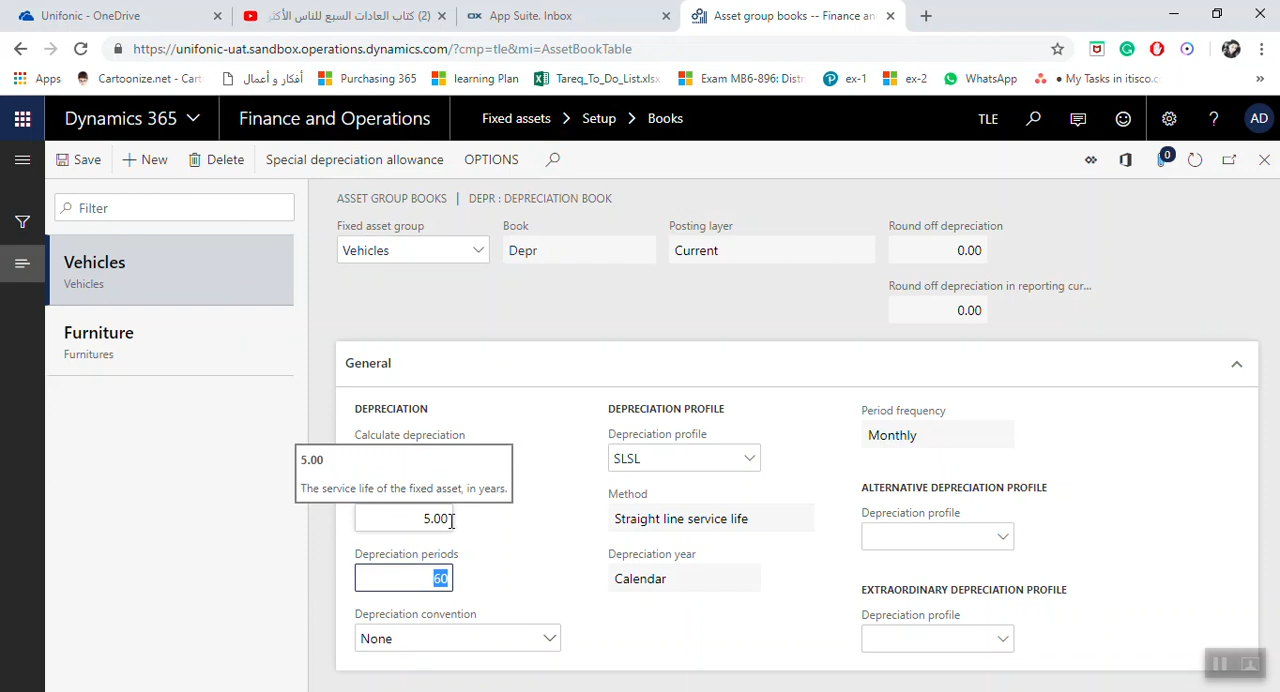 Unifonic - OneDrive
(2) كتاب العادات السبع للناس الأكثر
App Suite. Inbox
Asset group books -- Finance an
https://unifonic-uat.sandbox.operations.dynamics.com/?cmp=tle&mi=AssetBookTable
Apps
Cartoonize.net - Cart
أفكار و أعمال
Purchasing 365
learning Plan
Tareq_To_Do_List.xlsx
Exam MB6-896: Distri
ex-1
ex-2
WhatsApp
• My Tasks in itisco.co
»
Dynamics 365
Finance and Operations
Fixed assets > Setup > Books
TLE
?
AD
Save
New
Delete
Special depreciation allowance
OPTIONS
0
Filter
Vehicles
Vehicles
Furniture
Furnitures
ASSET GROUP BOOKS | DEPR : DEPRECIATION BOOK
Fixed asset group
Vehicles
Book
Depr
Posting layer
Current
Round off depreciation
0.00
Round off depreciation in reporting cur...
0.00
General
DEPRECIATION
Calculate depreciation
5.00
The service life of the fixed asset, in years.
5.00
Depreciation periods
60
Depreciation convention
None
DEPRECIATION PROFILE
Depreciation profile
SLSL
Method
Straight line service life
Depreciation year
Calendar
Period frequency
Monthly
ALTERNATIVE DEPRECIATION PROFILE
Depreciation profile
EXTRAORDINARY DEPRECIATION PROFILE
Depreciation profile